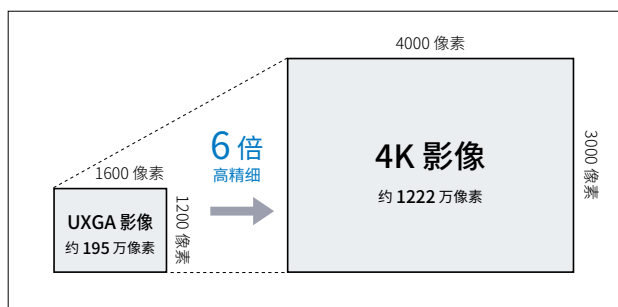 4000 像素
6 倍
高精细
1600 像素
1200 像素
UXGA 影像
约 195 万像素
4K 影像
约 1222 万像素
3000 像素